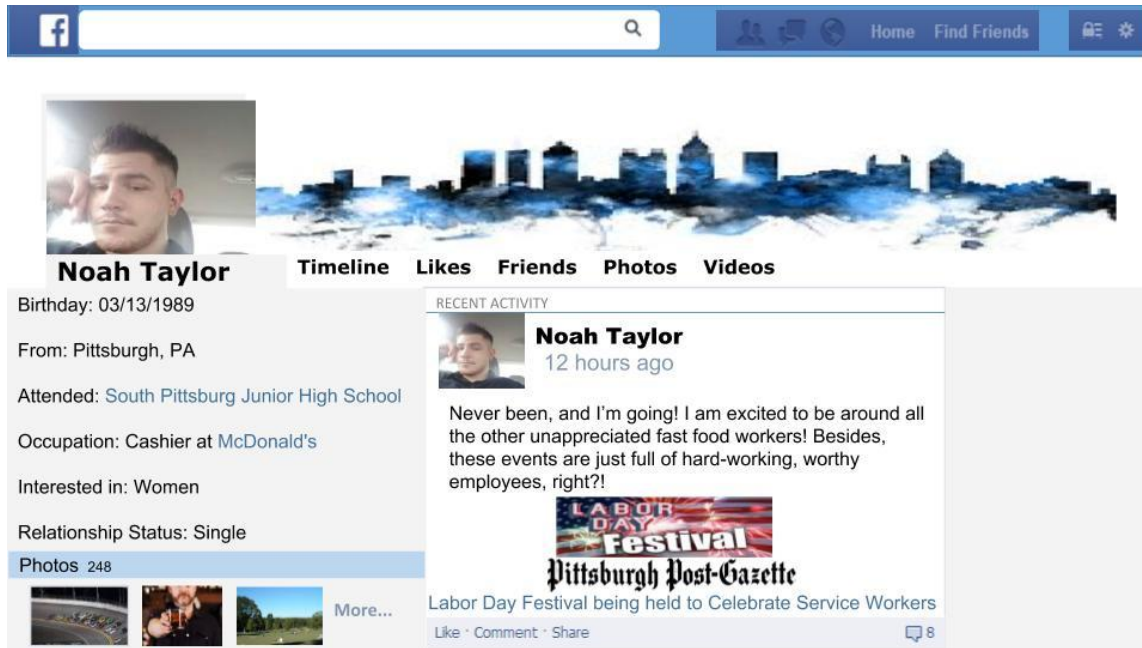 f
Home Find Friends
Noah Taylor
Timeline Likes Friends Photos Videos
Birthday: 03/13/1989
From: Pittsburgh, PA
Attended: South Pittsburg Junior High School
Occupation: Cashier at McDonald's
Interested in: Women
Relationship Status: Single
Photos 248
More...
RECENT ACTIVITY
Noah Taylor
12 hours ago
Never been, and I'm going! I am excited to be around all
the other unappreciated fast food workers! Besides,
these events are just full of hard-working, worthy
employees, right?!
LABOR
DAY
Festival
Pittsburgh Post-Gazette
Labor Day Festival being held to Celebrate Service Workers
Like · Comment · Share 8